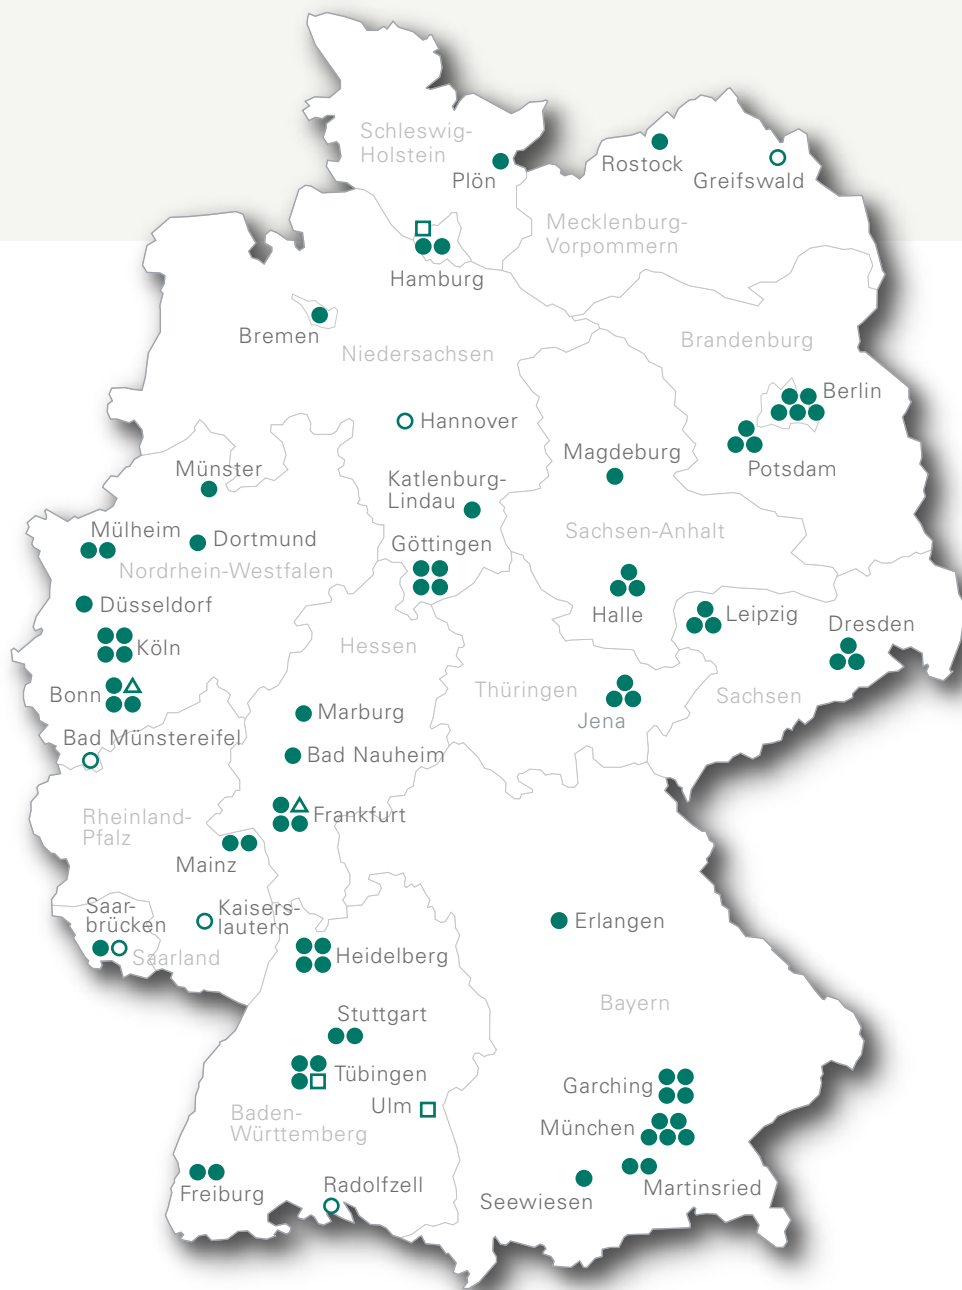 Schleswig-
Holstein
Plön
Rostock
Greifswald
Mecklenburg-
Vorpommern
Hamburg
Bremen
Niedersachsen
Brandenburg
Berlin
Hannover
Potsdam
Magdeburg
Münster
Katlenburg-
Lindau
Mülheim
Dortmund
Göttingen
Sachsen-Anhalt
Nordrhein-Westfalen
Düsseldorf
Halle
Leipzig
Dresden
Köln
Hessen
Bonn
Thüringen
Sachsen
Marburg
Jena
Bad Münstereifel
Bad Nauheim
Rheinland-
Pfalz
Frankfurt
Mainz
Saar-
brücken
Kaisers-
lautern
Saarland
Erlangen
Heidelberg
Bayern
Stuttgart
Tübingen
Garching
Ulm
Baden-
Württemberg
München
Freiburg
Radolfzell
Seewiesen
Martinsried